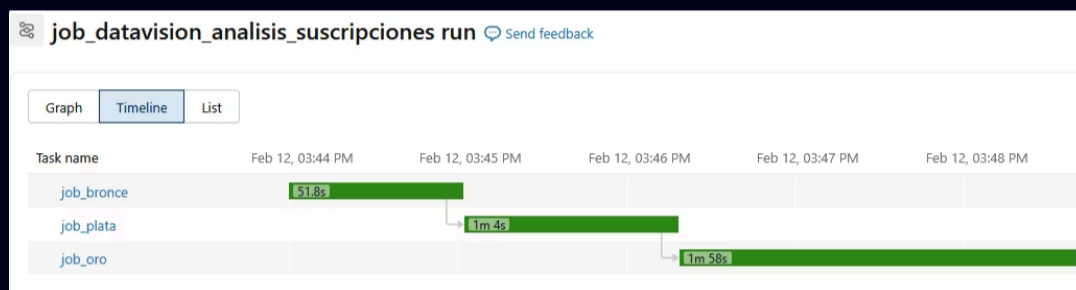 job_datavision_analisis_suscripciones run Send feedback
Graph Timeline List
Task name Feb 12, 03:44 PM Feb 12, 03:45 PM Feb 12, 03:46 PM Feb 12, 03:47 PM Feb 12, 03:48 PM
job_bronce 51.8s
job_plata 1m 4s
job_oro 1m 58s